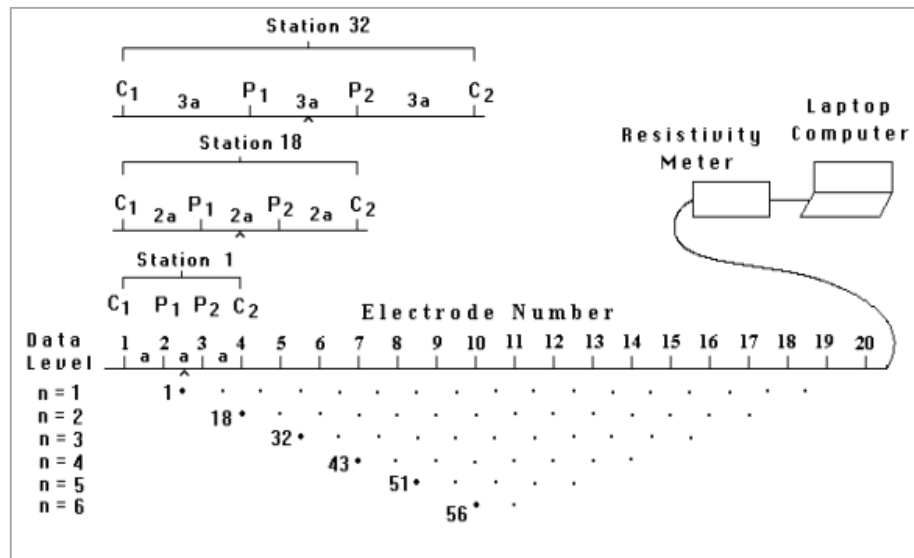 Station 32
C1 3a P1 3a P2 3a C2
Laptop
Computer
Resistivity
Meter
Station 18
C1 2a P1 2a P2 2a C2
Station 1
C1 P1 P2 C2
Electrode Number
Data
Level
1 2 3 4 5 6 7 8 9 10 11 12 13 14 15 16 17 18 19 20
a a a
n = 1 1
n = 2 18
n = 3 32
n = 4 43
n = 5 51
n = 6 56